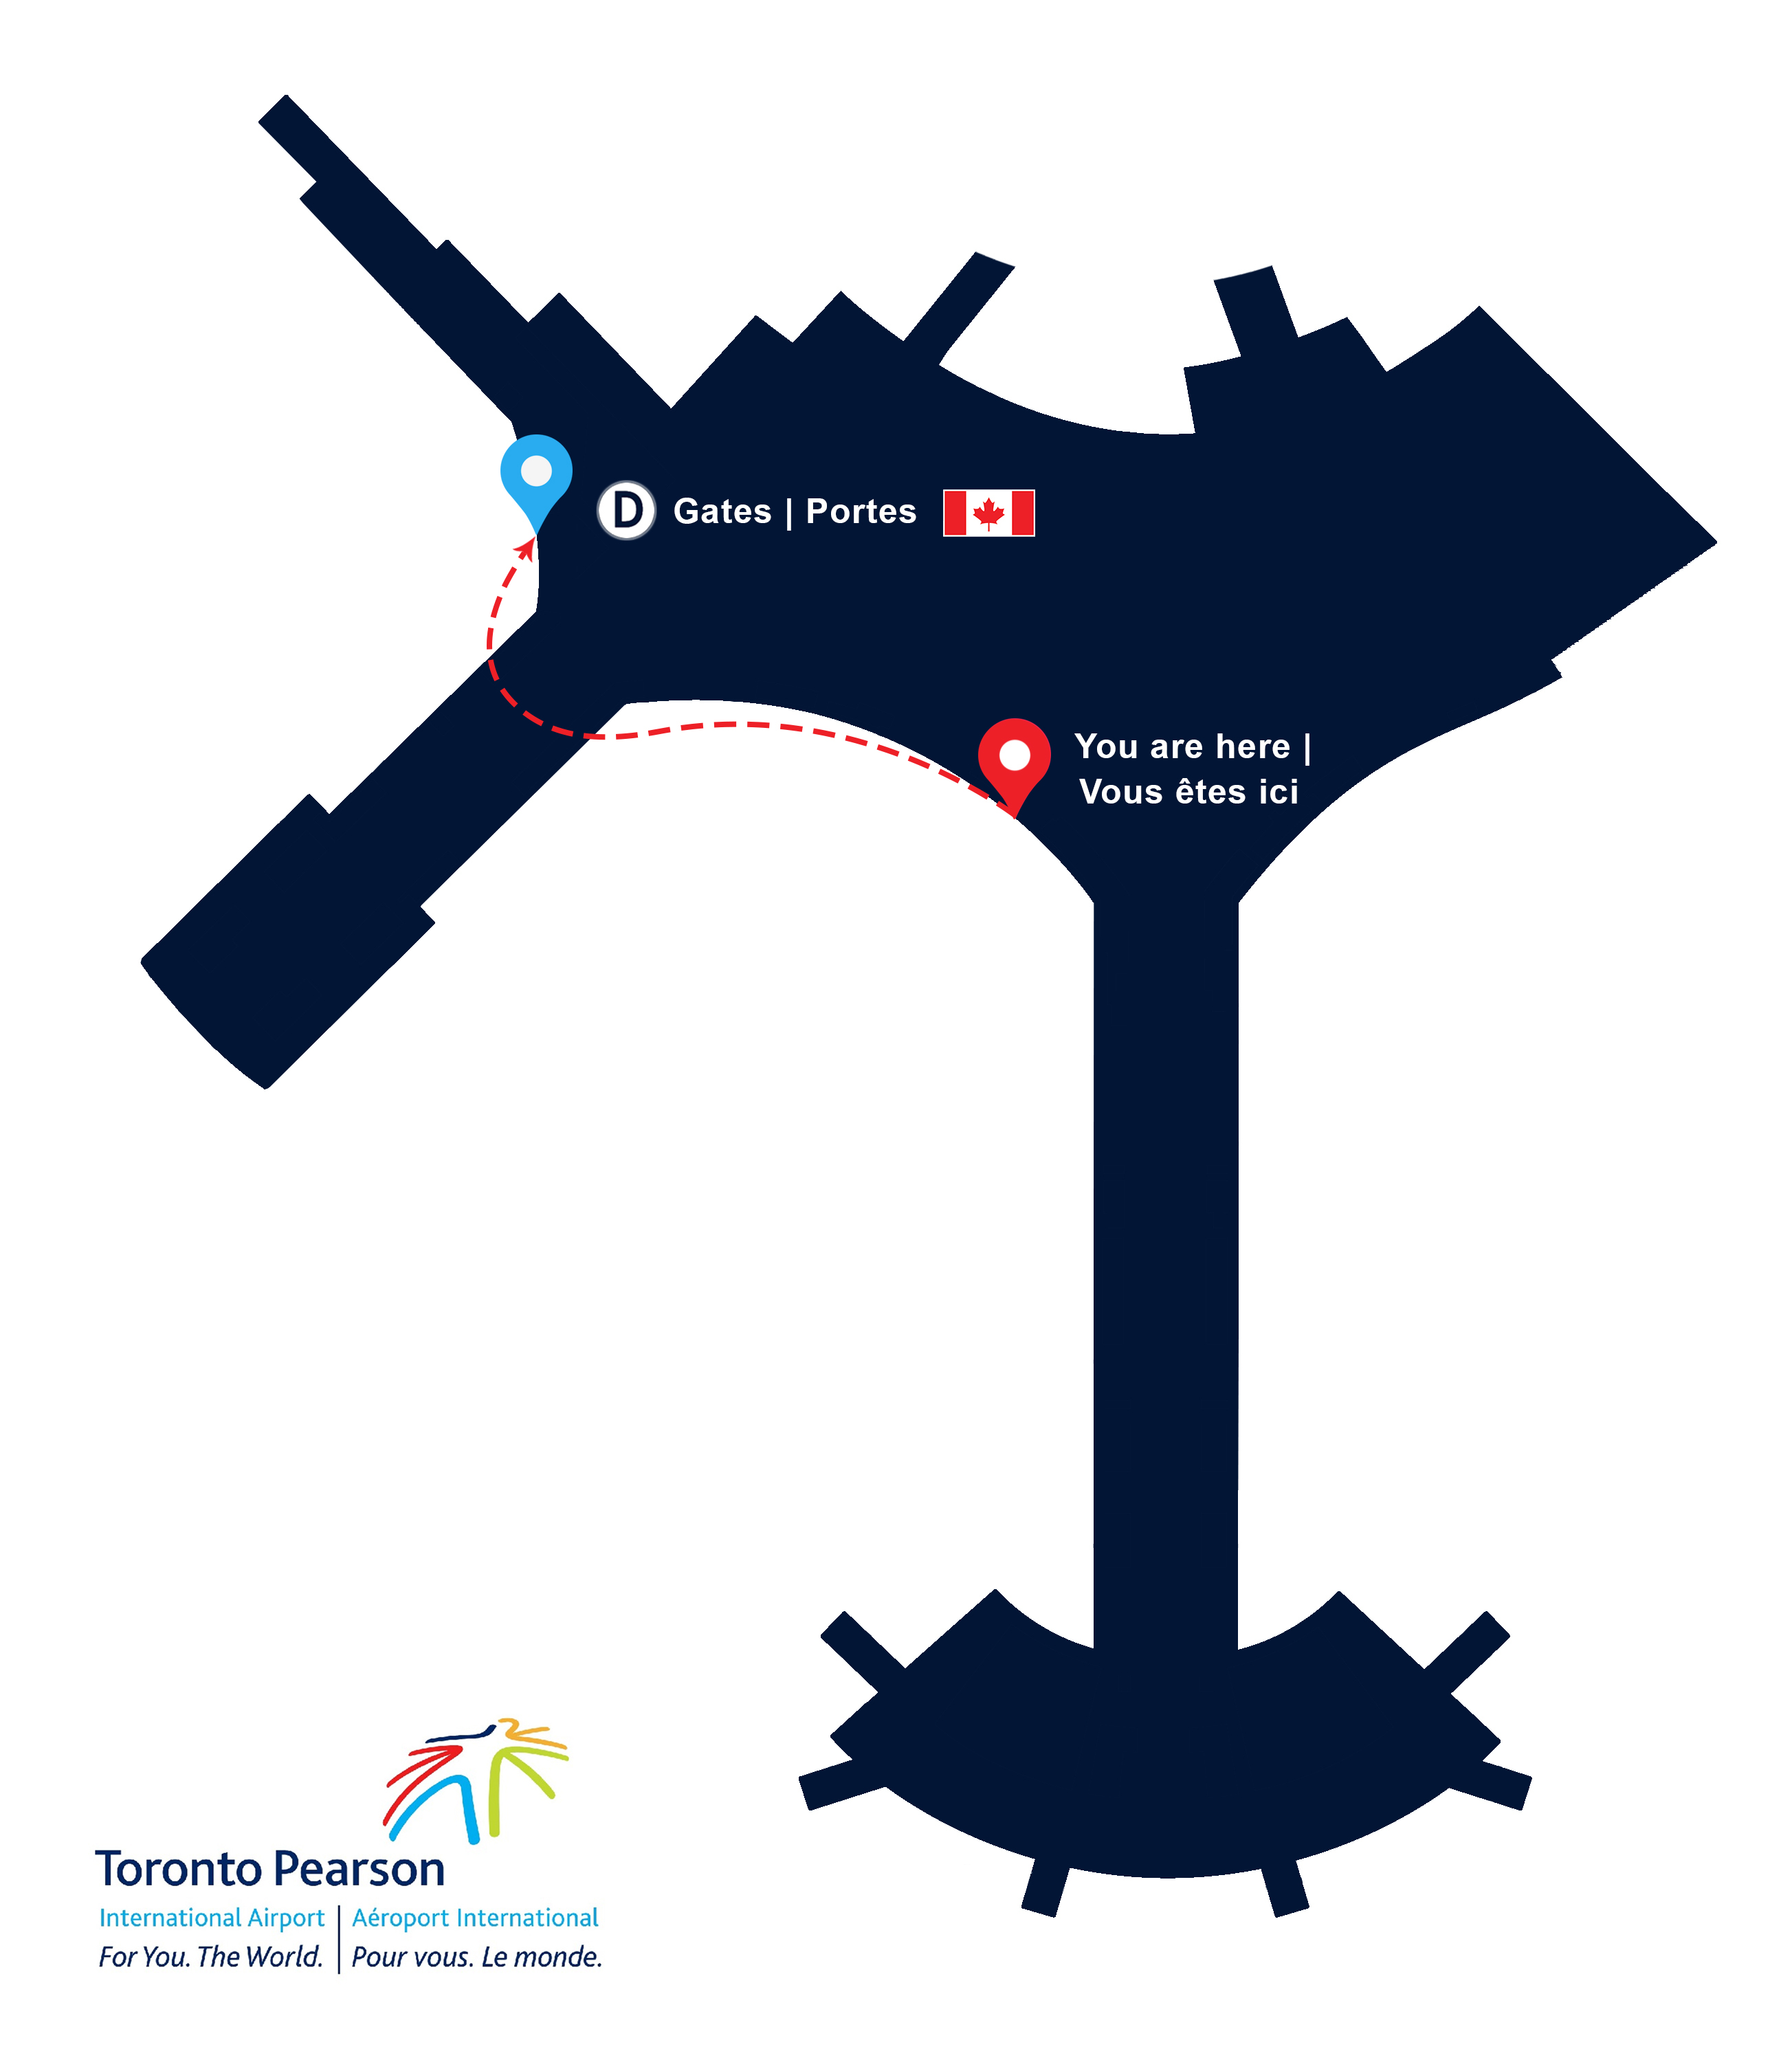 D Gates | Portes
You are here |
Vous êtes ici
Toronto Pearson
International Airport | Aéroport International
For You. The World. | Pour vous. Le monde.